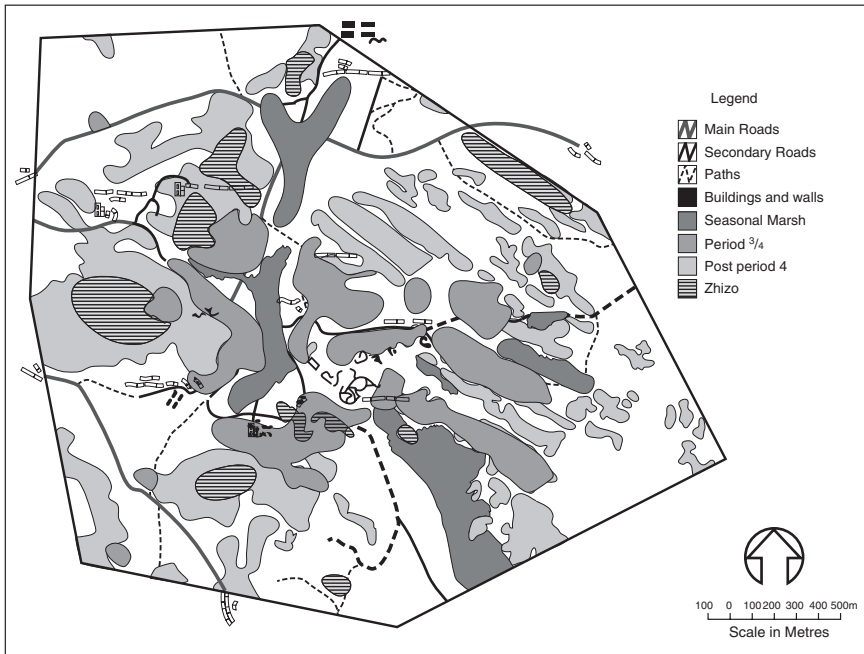 Legend
Main Roads
Secondary Roads
Paths
Buildings and walls
Seasonal Marsh
Period 3/4
Post period 4
Zhizo
100 0 100 200 300 400 500m
Scale in Metres